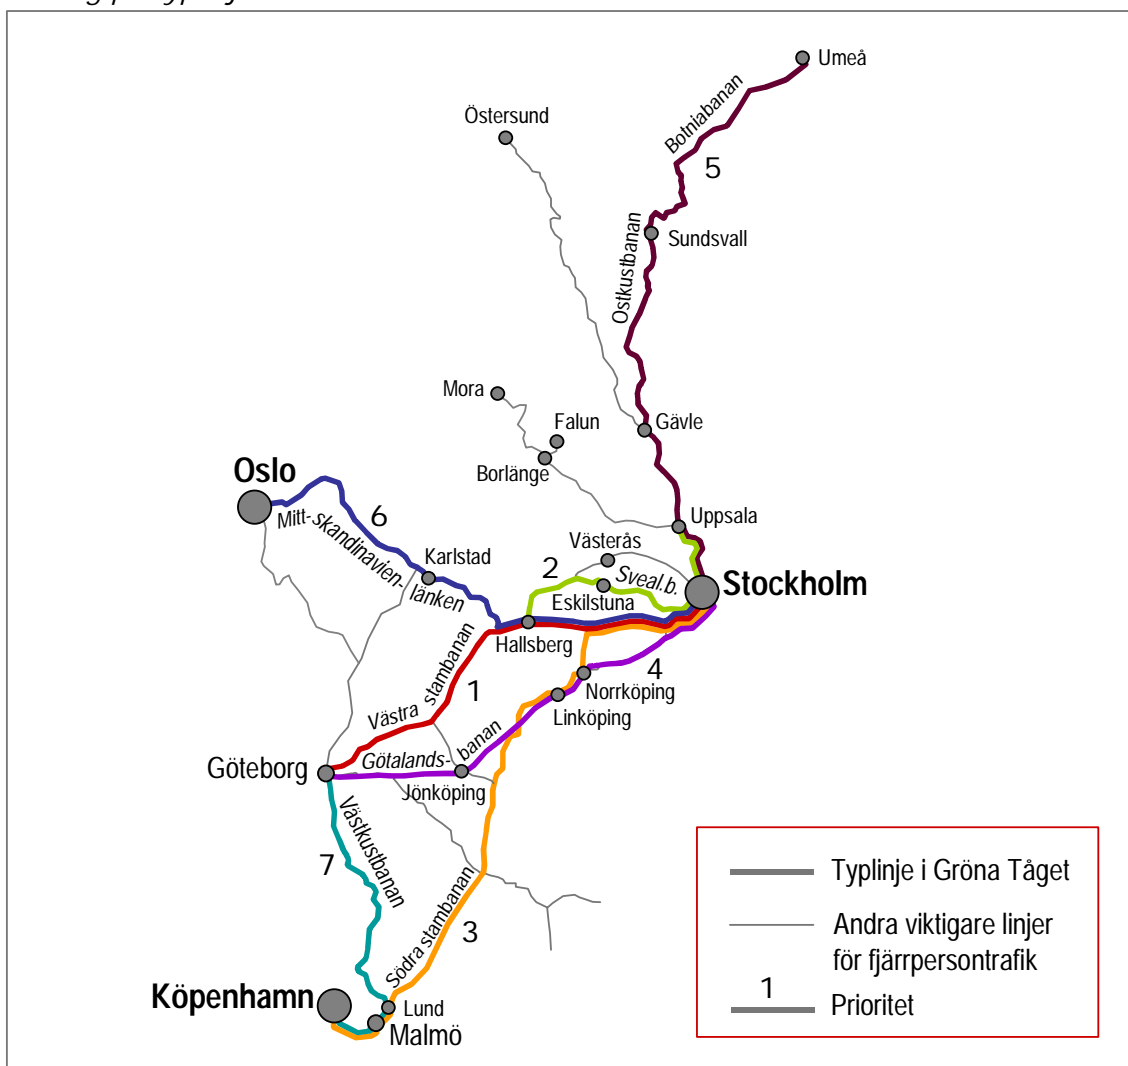 Umeå
Botniabanan
Östersund
5
Ostkustbanan
Sundsvall
Mora
Falun
Gävle
Borlänge
Oslo
Uppsala
Mitt-skandinavien-länken
6
Västerås
Karlstad
2
Sveal.b.
Stockholm
Eskilstuna
Hallsberg
Västra stambanan
1
4
Norrköping
Linköping
Göteborg
Götalands-banan
Jönköping
Västkustbanan
7
Södra stambanan
3
Köpenhamn
Lund
Malmö
Typlinje i Gröna Tåget
Andra viktigare linjer
för fjärrpersontrafik
1
Prioritet